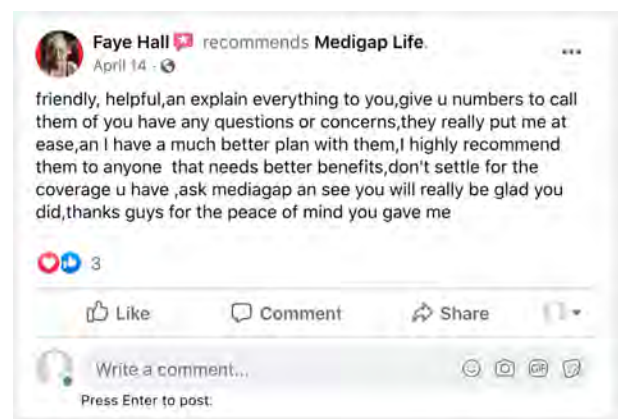 Faye Hall recommends Medigap Life.
April 14 ·
friendly, helpful,an explain everything to you,give u numbers to call
them of you have any questions or concerns,they really put me at
ease,an I have a much better plan with them,I highly recommend
them to anyone  that needs better benefits,don't settle for the
coverage u have ,ask mediagap an see you will really be glad you
did,thanks guys for the peace of mind you gave me
3
Like Comment Share
Write a comment... GIF
Press Enter to post.